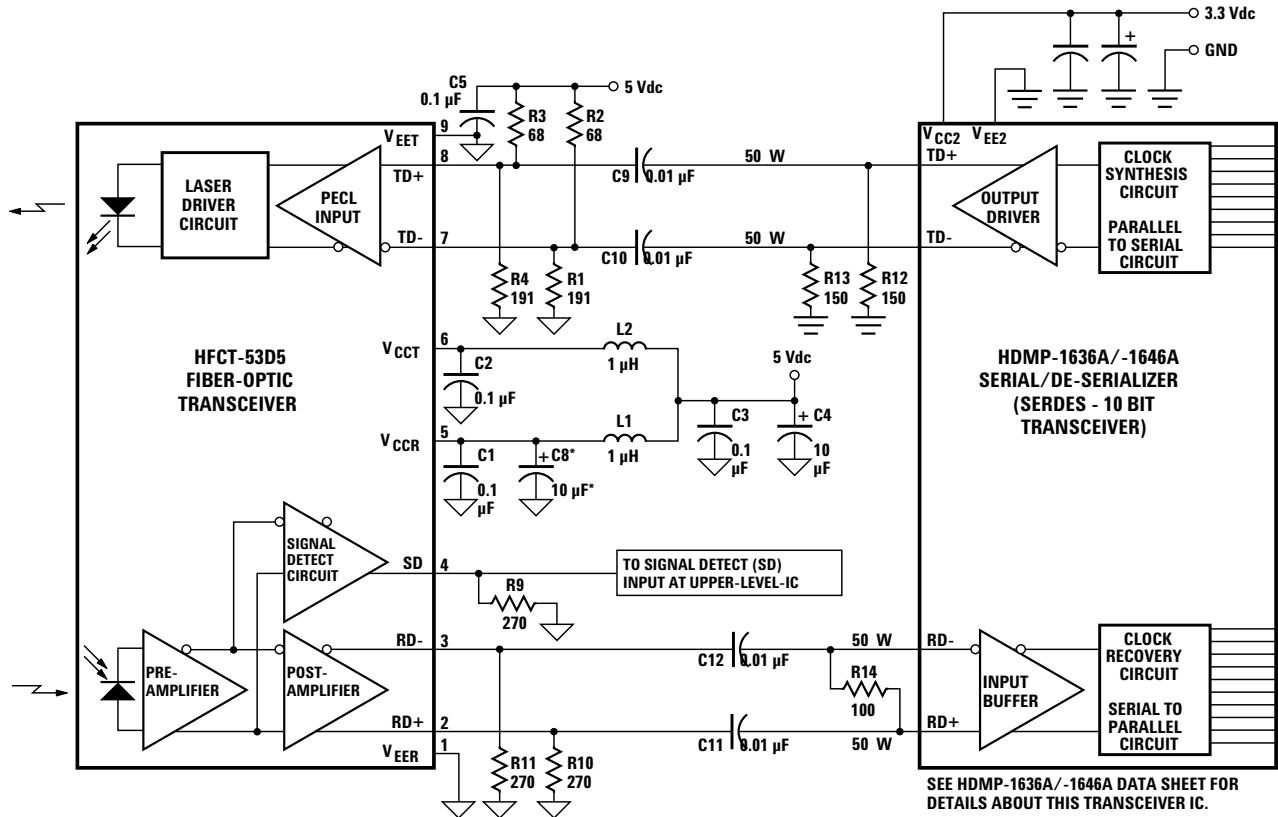 3.3 Vdc
GND
C5
0.1 µF
5 Vdc
R3
68
R2
68
9
VEET
VCC2
VEE2
8
TD+
C9
0.01 µF
50 W
TD+
LASER
DRIVER
CIRCUIT
PECL
INPUT
OUTPUT
DRIVER
CLOCK
SYNTHESIS
CIRCUIT
PARALLEL
TO SERIAL
CIRCUIT
TD-
7
C10
0.01 µF
50 W
TD-
R4
191
R1
191
R13
150
R12
150
HFCT-53D5
FIBER-OPTIC
TRANSCEIVER
VCCT
6
L2
1 µH
C2
0.1 µF
5 Vdc
HDMP-1636A/-1646A
SERIAL/DE-SERIALIZER
(SERDES - 10 BIT
TRANSCEIVER)
VCCR
5
L1
1 µH
C3
0.1
µF
+ C4
10
µF
C1
0.1
µF
+ C8*
10 µF*
SIGNAL
DETECT
CIRCUIT
SD
4
R9
270
TO SIGNAL DETECT (SD)
INPUT AT UPPER-LEVEL-IC
RD-
3
C12
0.01 µF
50 W
RD-
R14
100
PRE-
AMPLIFIER
POST-
AMPLIFIER
INPUT
BUFFER
CLOCK
RECOVERY
CIRCUIT
SERIAL TO
PARALLEL
CIRCUIT
RD+
2
C11
0.01 µF
50 W
RD+
VEER
1
R11
270
R10
270
SEE HDMP-1636A/-1646A DATA SHEET FOR
DETAILS ABOUT THIS TRANSCEIVER IC.